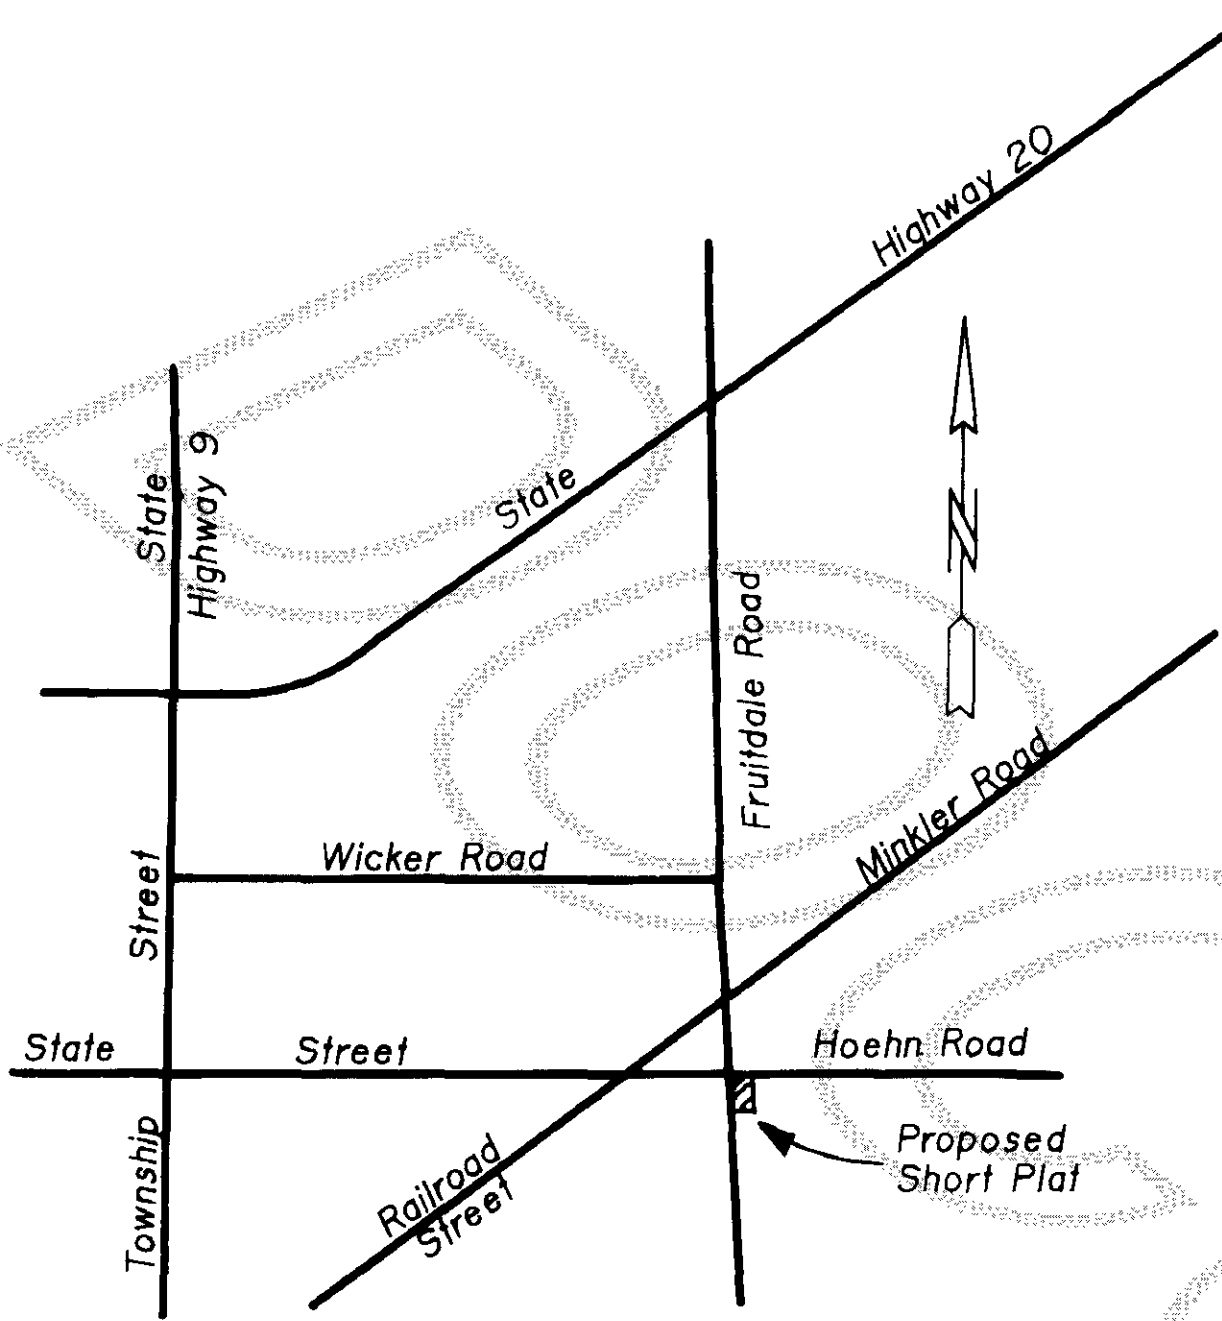 Highway 20
State
State
Highway 9
N
Fruitdale Road
Minkler Road
Wicker Road
Street
State
Street
Hoehn Road
Township
Railroad
Street
Proposed
Short Plat